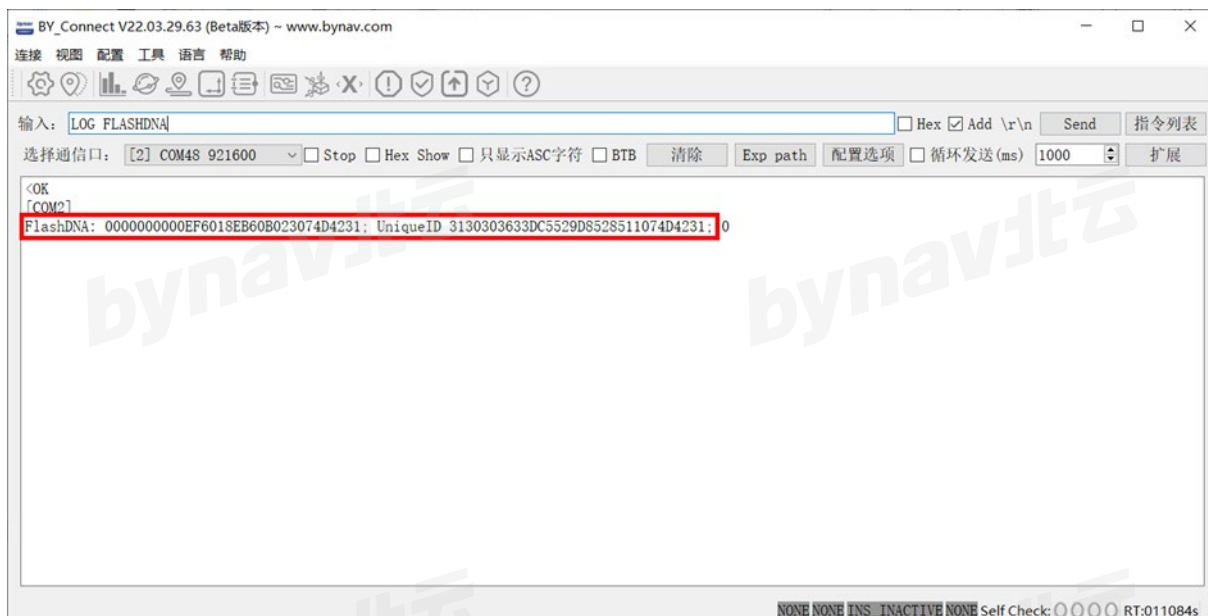 BY_Connect V22.03.29.63 (Beta版本) ~ www.bynav.com
连接 视图 配置 工具 语言 帮助
输入: LOG FLASHDNA Hex Add \r\n Send 指令列表
选择通信口: [2] COM48 921600 Stop Hex Show 只显示ASC字符 BTB 清除 Exp path 配置选项 循环发送(ms) 1000 扩展
<OK
[COM2]
FlashDNA: 0000000000EF6018EB60B023074D4231; UniqueID 3130303633DC5529D8528511074D4231; 0
bynav北云 bynav北云
NONE NONE INS_INACTIVE NONE Self Check: RT:011084s